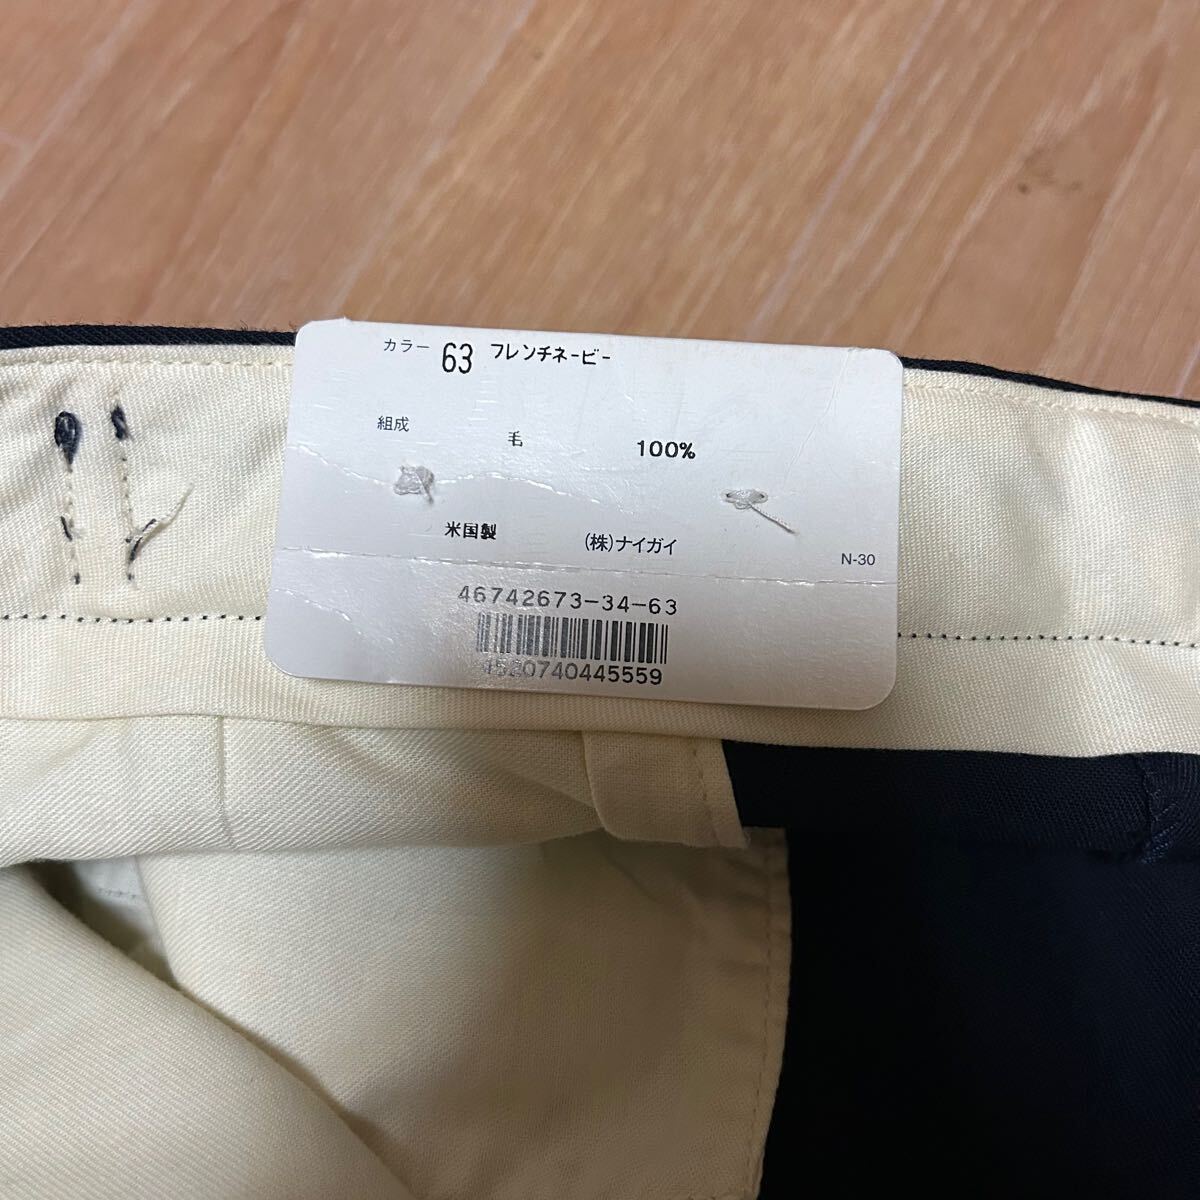 カラー 63 フレンチネービー
組成 毛 100%
米国製 (株)ナイガイ
N-30
46742673-34-63
4520740445559